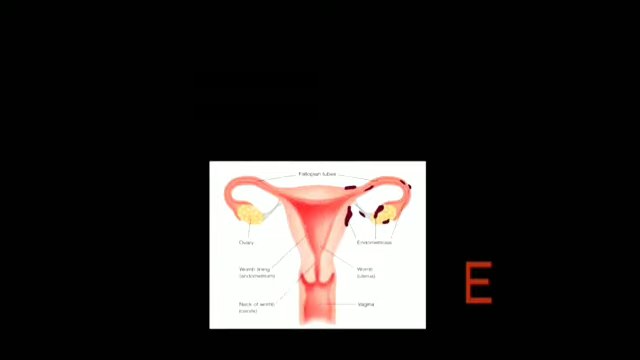 Fallopian tubes
Ovary
Endometriosis
Womb lining
(endometrium)
Womb
(uterus)
Neck of womb
(cervix)
Vagina
E